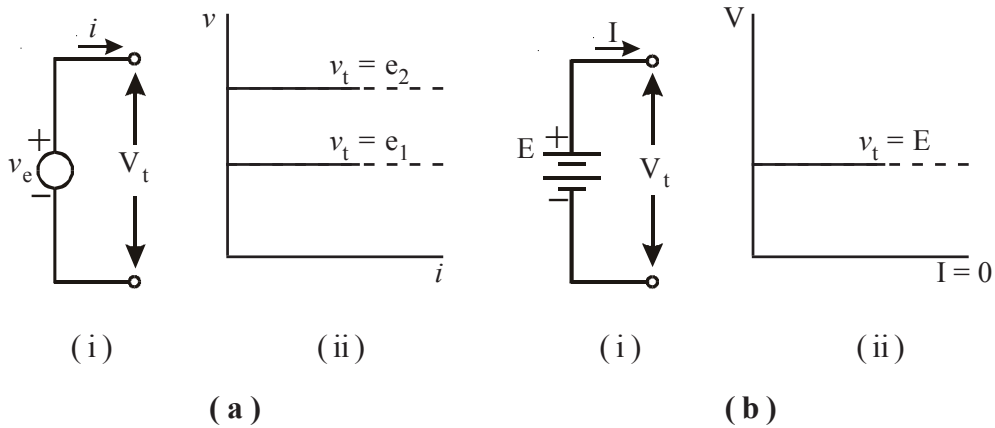 i
+
v_e
−
V_t
v
v_t = e_2
v_t = e_1
i
I
E
+
−
V_t
V
v_t = E
I = 0
( i )
( ii )
( i )
( ii )
( a )
( b )